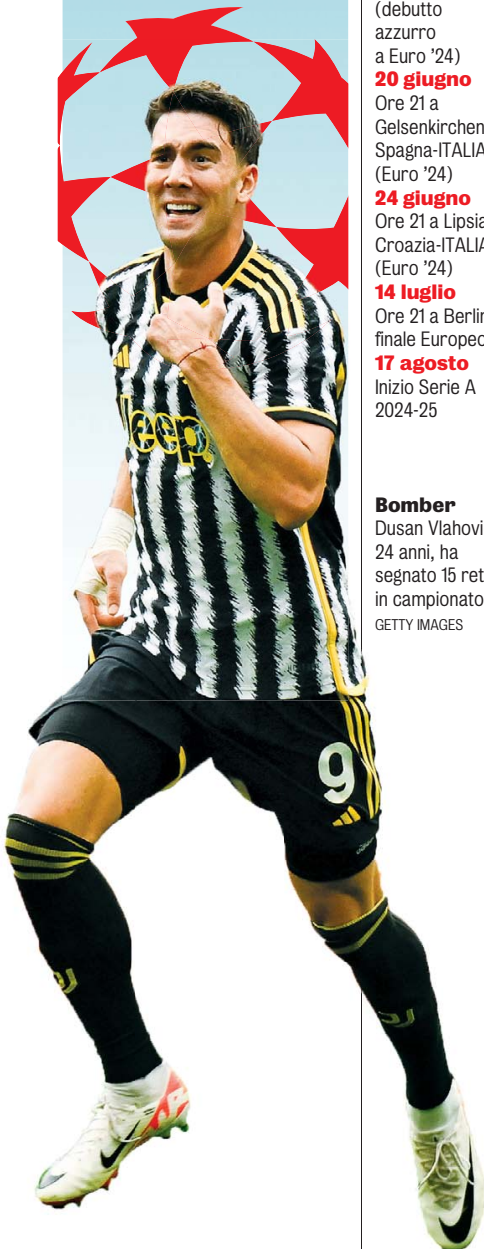 (debutto
azzurro
a Euro ’24)
20 giugno
Ore 21 a
Gelsenkirchen
Spagna-ITALIA
(Euro ’24)
24 giugno
Ore 21 a Lipsia
Croazia-ITALIA
(Euro ’24)
14 luglio
Ore 21 a Berlin
finale Europeo
17 agosto
Inizio Serie A
2024-25
Bomber
Dusan Vlahovi
24 anni, ha
segnato 15 ret
in campionato
GETTY IMAGES
Jeep
9